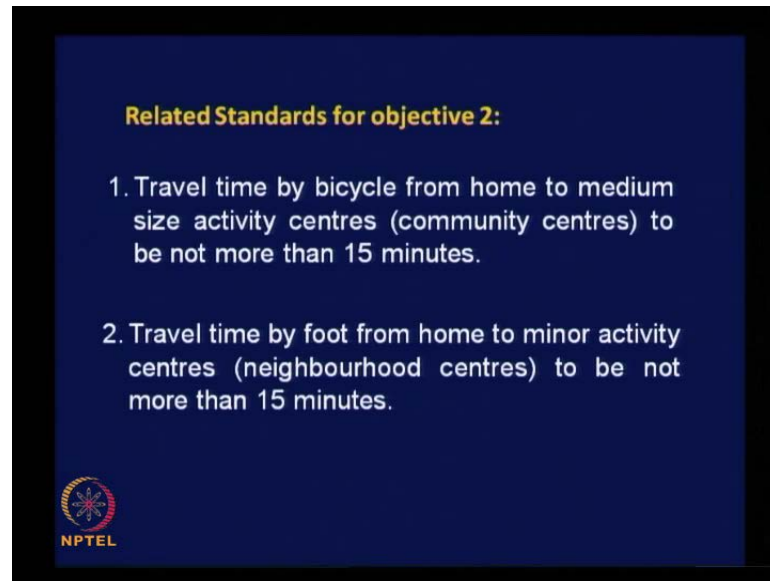 Related Standards for objective 2:
1. Travel time by bicycle from home to medium
size activity centres (community centres) to
be not more than 15 minutes.
2. Travel time by foot from home to minor activity
centres (neighbourhood centres) to be not
more than 15 minutes.
NPTEL